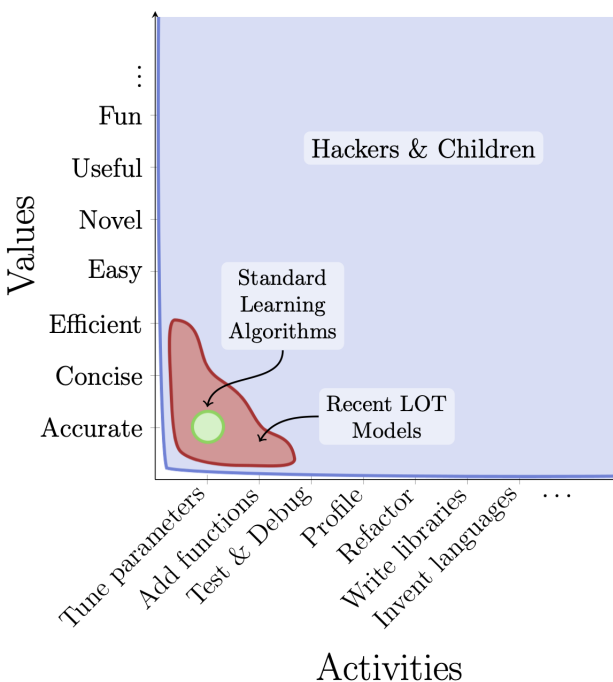 ⋮
Fun
Useful
Novel
Easy
Efficient
Concise
Accurate
Values
Hackers & Children
Standard
Learning
Algorithms
Recent LOT
Models
Tune parameters
Add functions
Test & Debug
Profile
Refactor
Write libraries
Invent languages
...
Activities